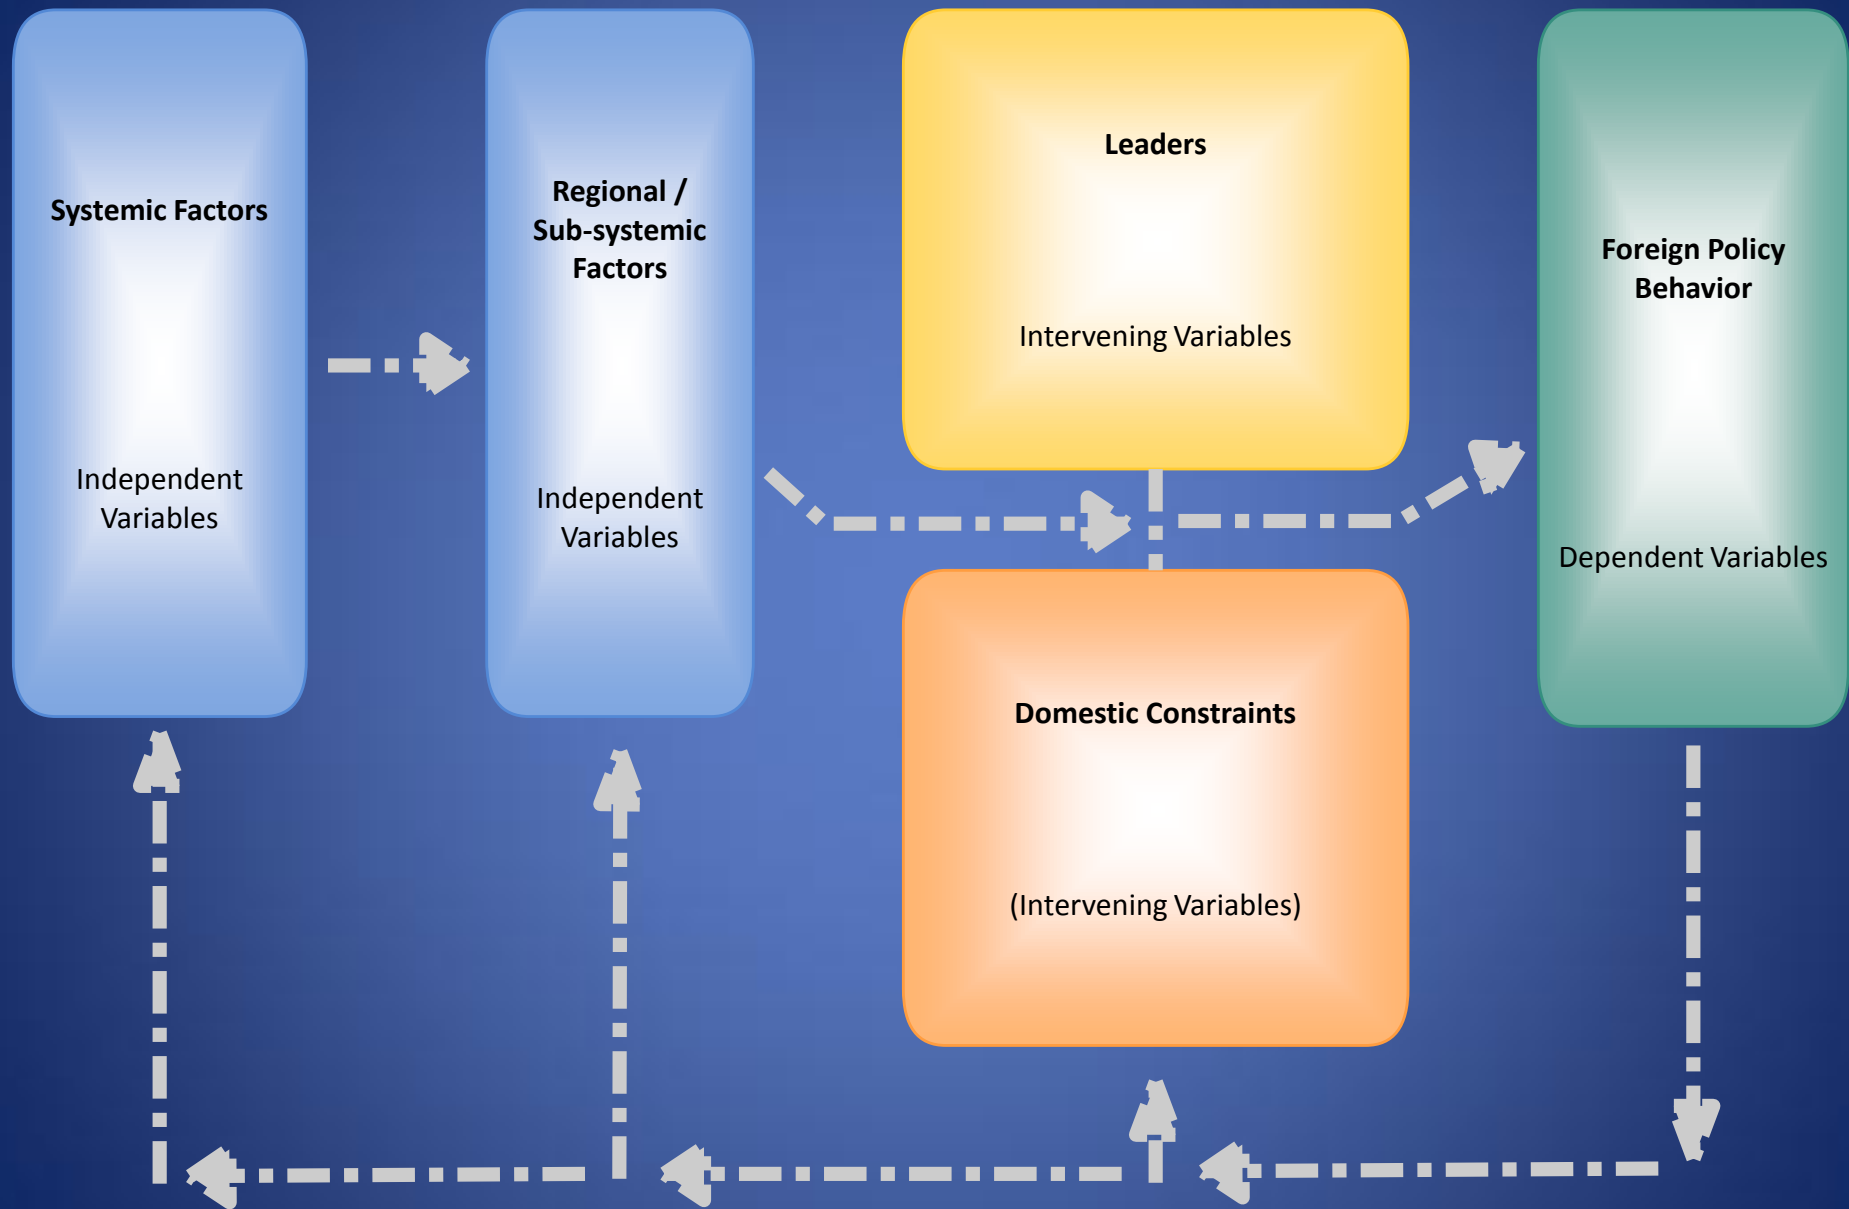 Systemic Factors
Independent
Variables
Regional /
Sub-systemic
Factors
Independent
Variables
Leaders
Intervening Variables
Domestic Constraints
(Intervening Variables)
Foreign Policy
Behavior
Dependent Variables